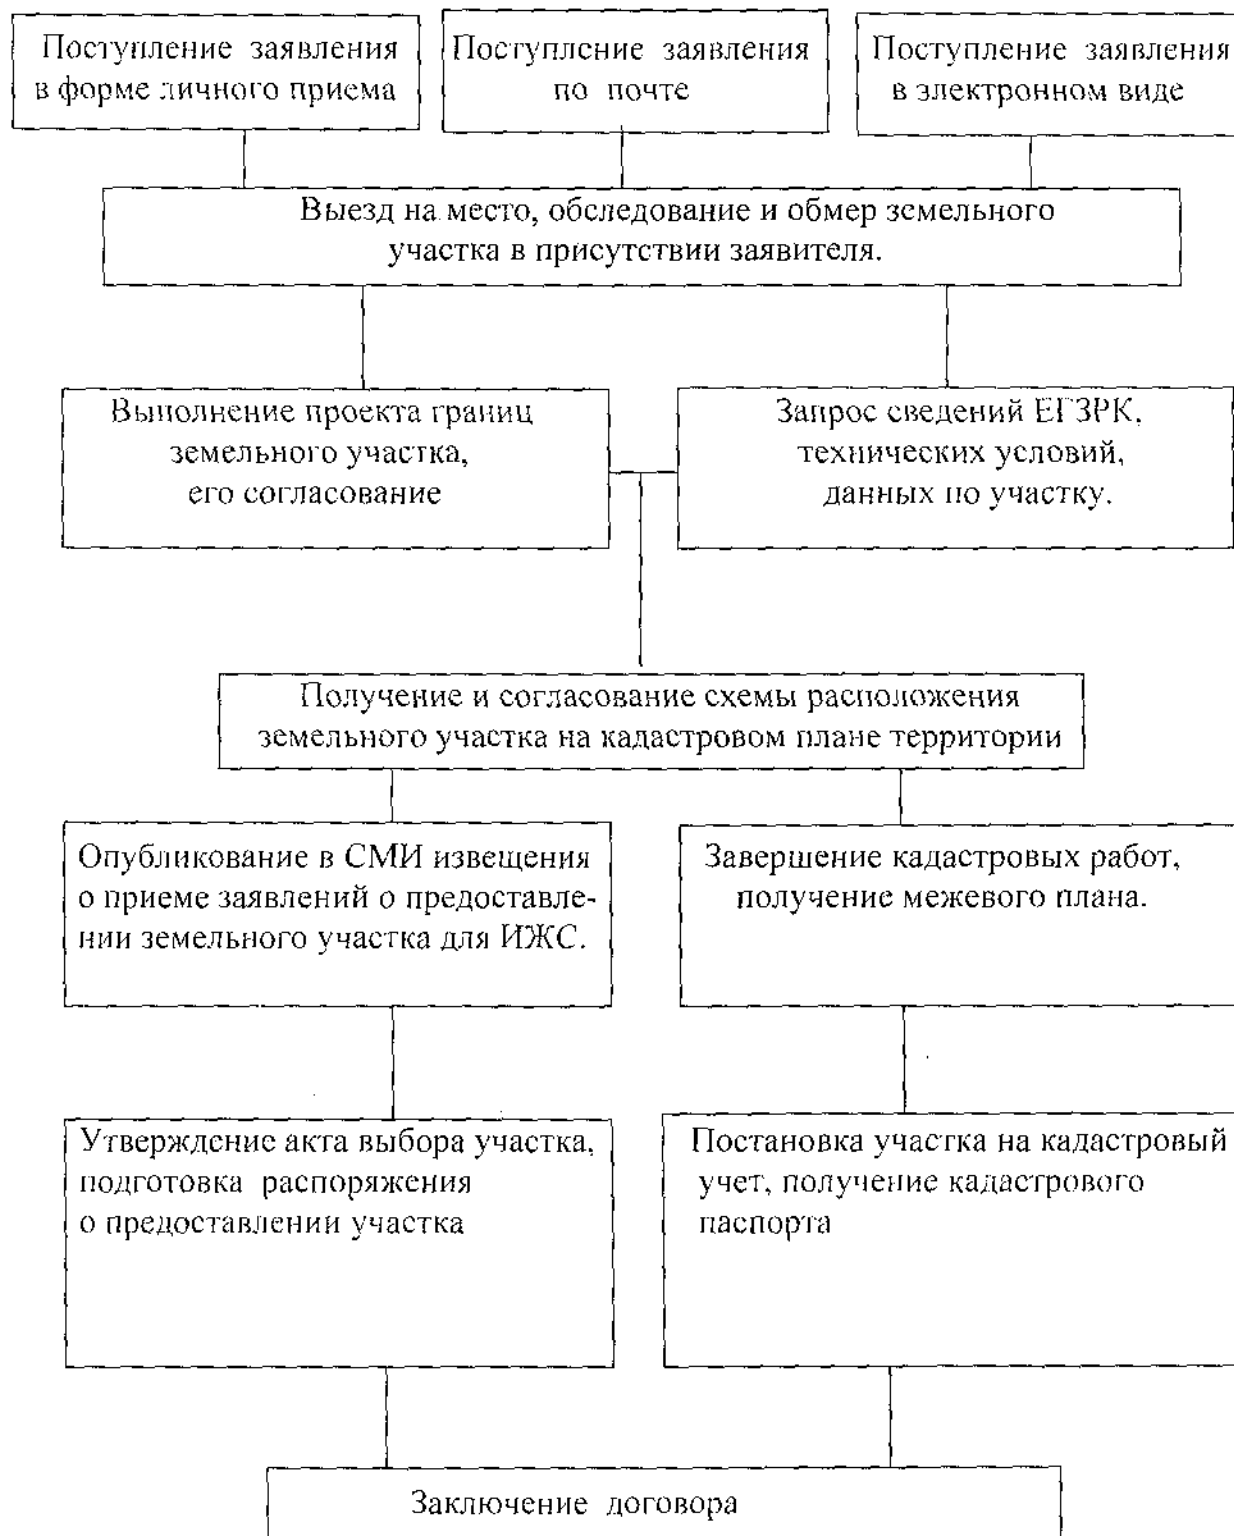 Поступление заявления
в форме личного приема
Поступление заявления
по почте
Поступление заявления
в электронном виде
Выезд на место, обследование и обмер земельного
участка в присутствии заявителя.
Выполнение проекта границ
земельного участка,
его согласование
Запрос сведений ЕГЗРК,
технических условий,
данных по участку.
Получение и согласование схемы расположения
земельного участка на кадастровом плане территории
Опубликование в СМИ извещения
о приеме заявлений о предоставле-
нии земельного участка для ИЖС.
Завершение кадастровых работ,
получение межевого плана.
Утверждение акта выбора участка,
подготовка распоряжения
о предоставлении участка
Постановка участка на кадастровый
учет, получение кадастрового
паспорта
Заключение договора